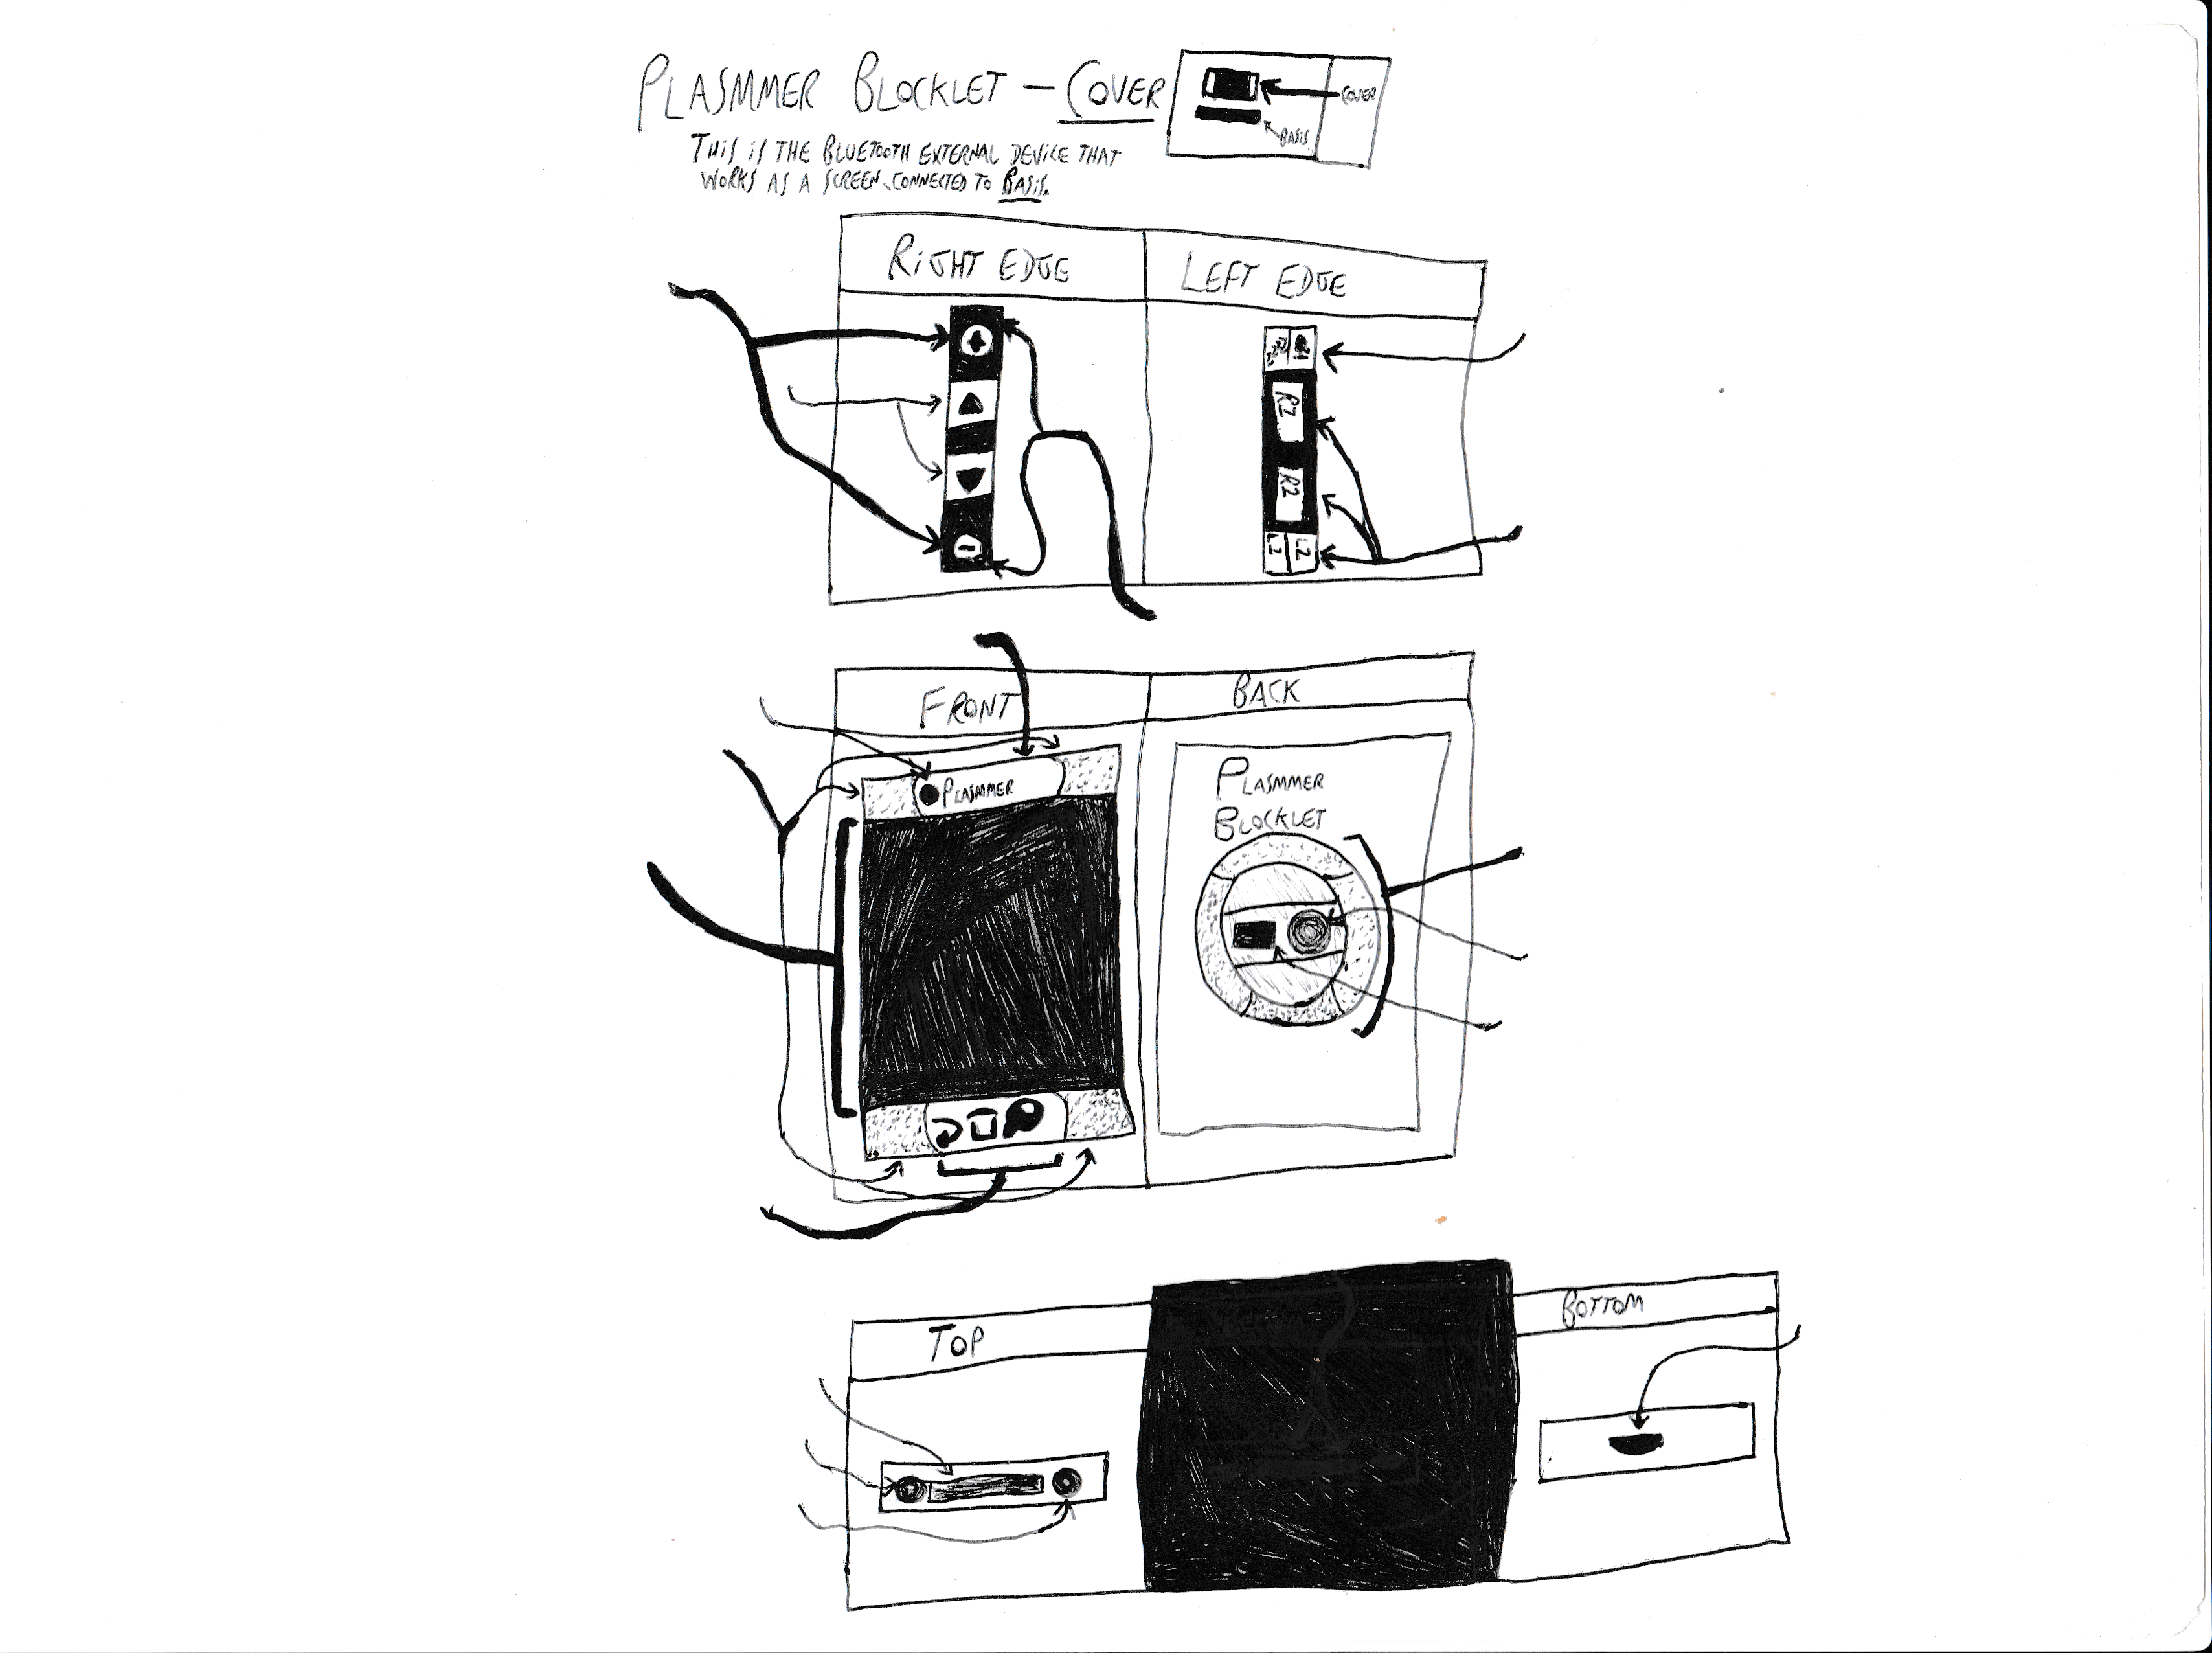 PLASMMER BLOCKLET — COVER
COVER
BASIS
THIS IS THE BLUETOOTH EXTERNAL DEVICE THAT
WORKS AS A SCREEN, CONNECTED TO BASIS.
RIGHT EDGE
LEFT EDGE
+
-
R1
R2
L1
L2
FRONT
BACK
PLASMMER
PLASMMER
BLOCKLET
TOP
BOTTOM